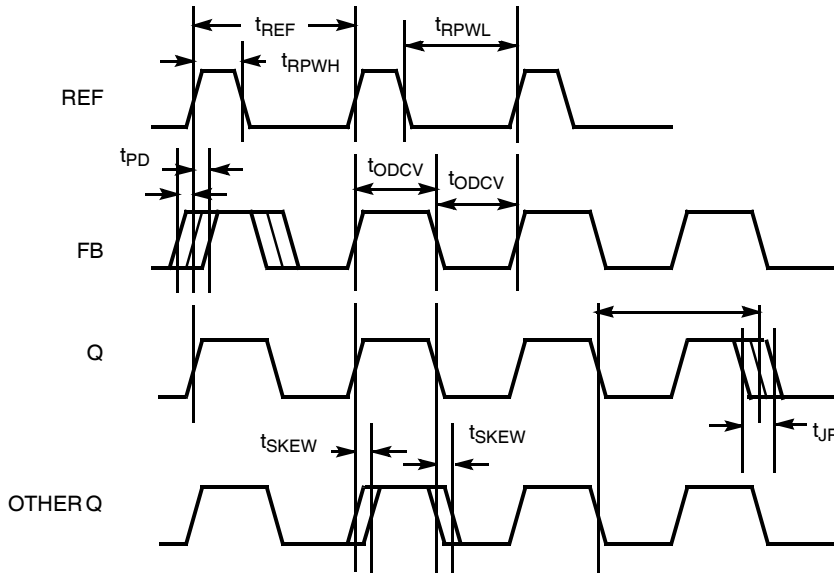 tREF
tRPWL
tRPWH
REF
tPD
tODCV
tODCV
FB
Q
tSKEW
tSKEW
OTHER Q